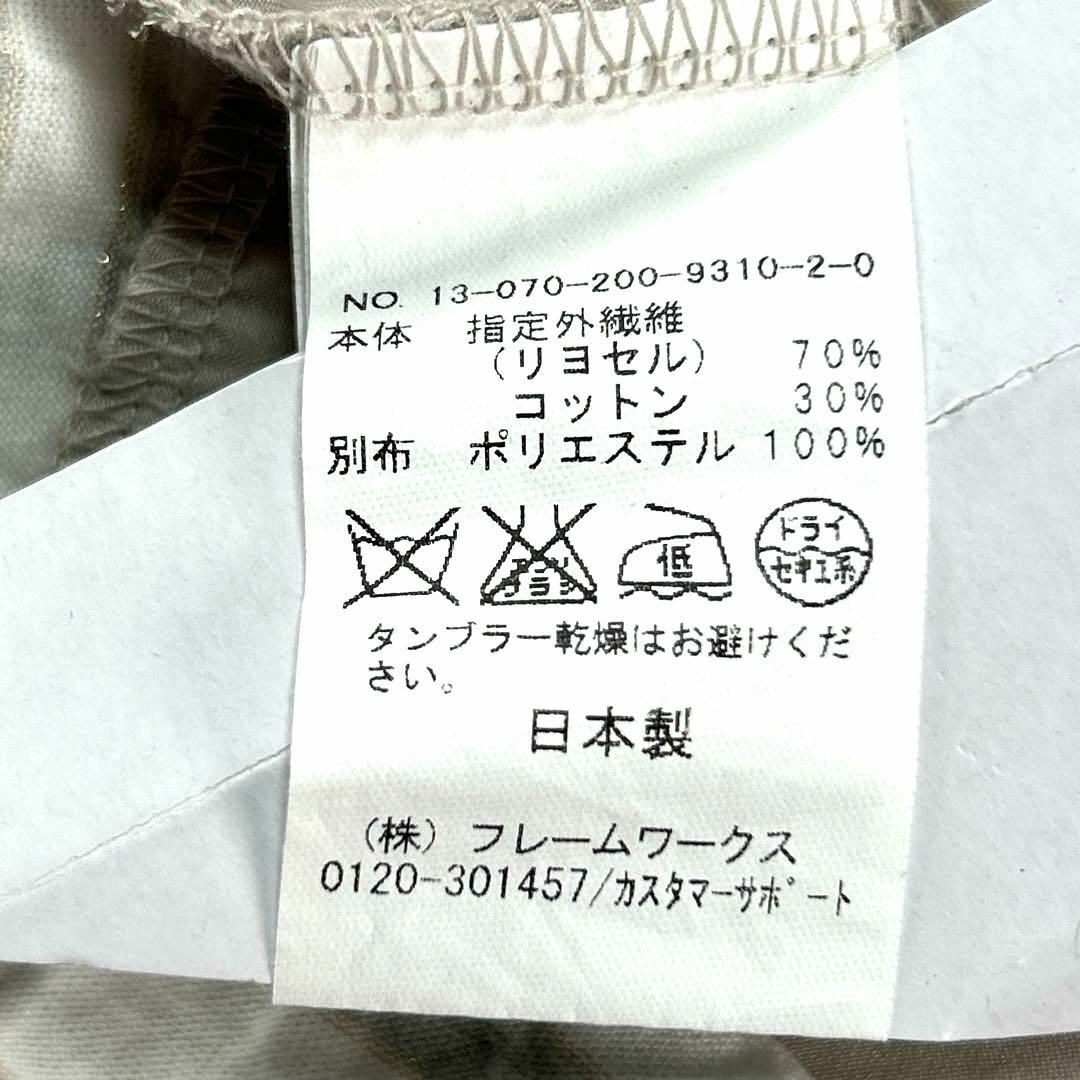 NO. 13-070-200-9310-2-0
本体 指定外繊維
(リヨセル) 70%
コットン 30%
別布 ポリエステル 100%
低
ドライ
セキユ系
タンブラー乾燥はお避けくだ
さい。
日本製
(株) フレームワークス
0120-301457/カスタマーサポート